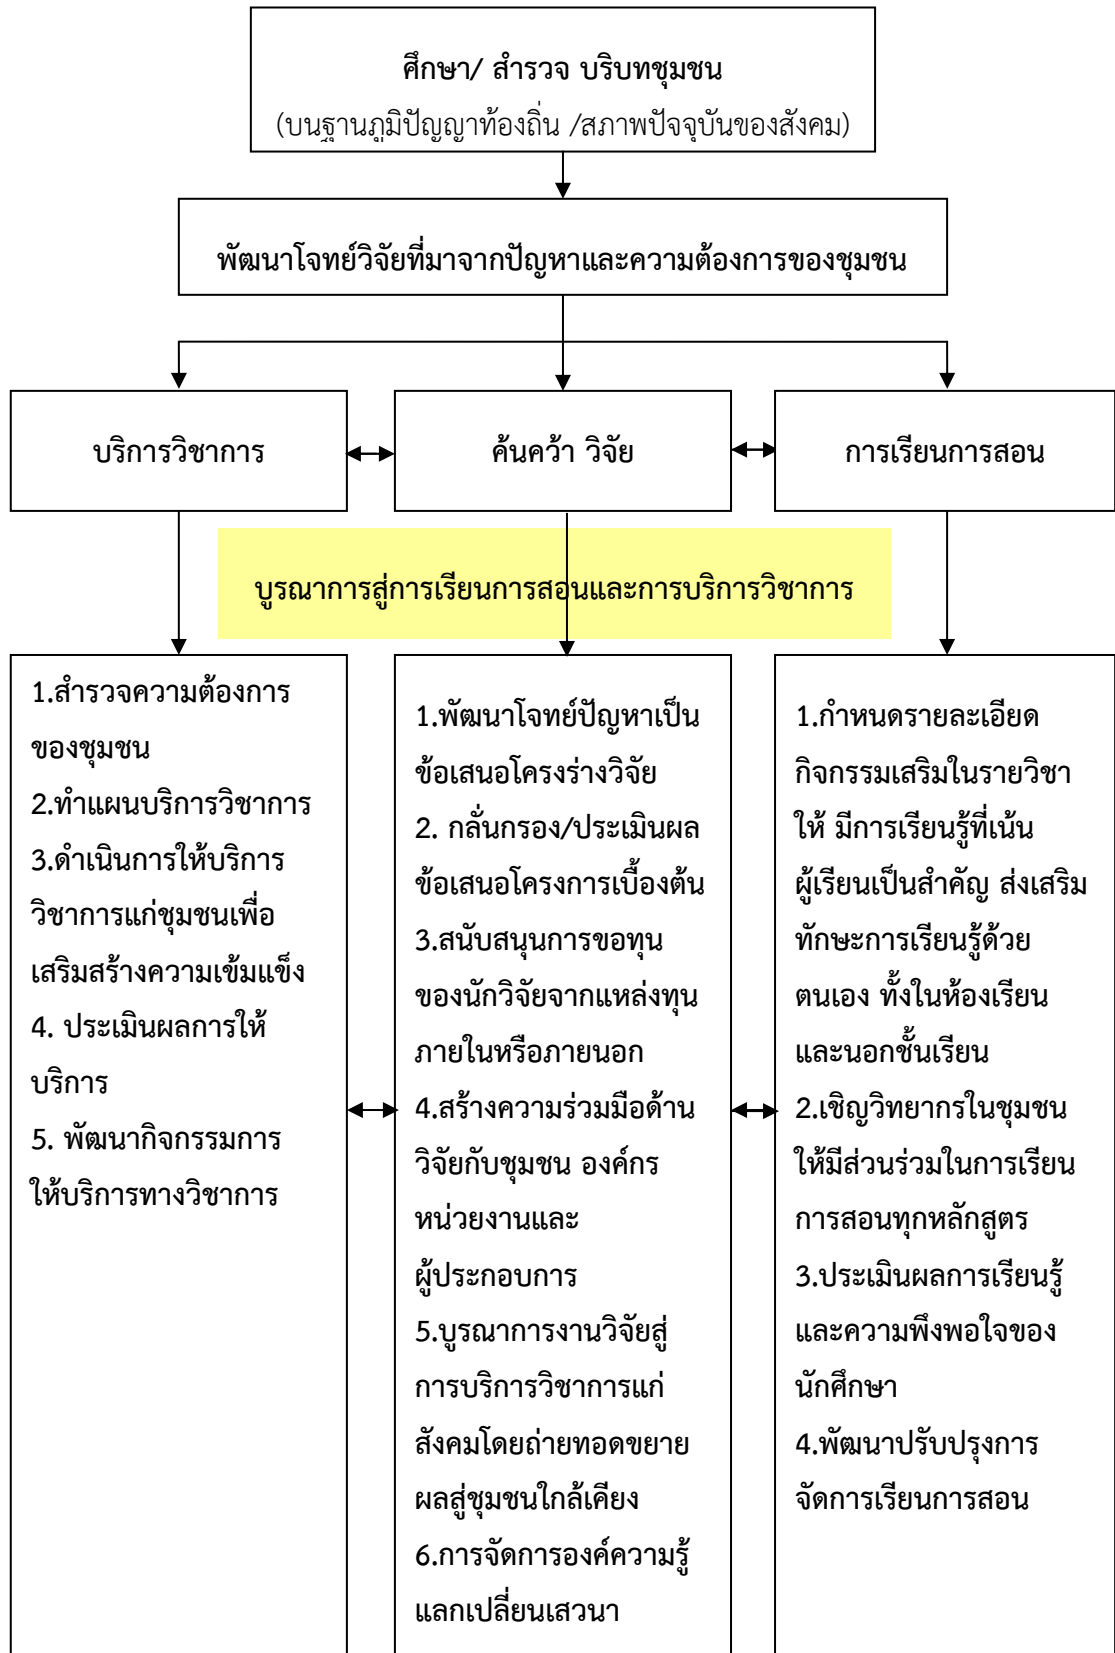 ศึกษา/ สำรวจ บริบทชุมชน
(บนฐานภูมิปัญญาท้องถิ่น /สภาพปัจจุบันของสังคม)
พัฒนาโจทย์วิจัยที่มาจากปัญหาและความต้องการของชุมชน
บริการวิชาการ
ค้นคว้า วิจัย
การเรียนการสอน
บูรณาการสู่การเรียนการสอนและการบริการวิชาการ
1.สำรวจความต้องการ
ของชุมชน
2.ทำแผนบริการวิชาการ
3.ดำเนินการให้บริการ
วิชาการแก่ชุมชนเพื่อ
เสริมสร้างความเข้มแข็ง
4. ประเมินผลการให้
บริการ
5. พัฒนากิจกรรมการ
ให้บริการทางวิชาการ
1.พัฒนาโจทย์ปัญหาเป็น
ข้อเสนอโครงร่างวิจัย
2. กลั่นกรอง/ประเมินผล
ข้อเสนอโครงการเบื้องต้น
3.สนับสนุนการขอทุน
ของนักวิจัยจากแหล่งทุน
ภายในหรือภายนอก
4.สร้างความร่วมมือด้าน
วิจัยกับชุมชน องค์กร
หน่วยงานและ
ผู้ประกอบการ
5.บูรณาการงานวิจัยสู่
การบริการวิชาการแก่
สังคมโดยถ่ายทอดขยาย
ผลสู่ชุมชนใกล้เคียง
6.การจัดการองค์ความรู้
แลกเปลี่ยนเสวนา
1.กำหนดรายละเอียด
กิจกรรมเสริมในรายวิชา
ให้ มีการเรียนรู้ที่เน้น
ผู้เรียนเป็นสำคัญ ส่งเสริม
ทักษะการเรียนรู้ด้วย
ตนเอง ทั้งในห้องเรียน
และนอกชั้นเรียน
2.เชิญวิทยากรในชุมชน
ให้มีส่วนร่วมในการเรียน
การสอนทุกหลักสูตร
3.ประเมินผลการเรียนรู้
และความพึงพอใจของ
นักศึกษา
4.พัฒนาปรับปรุงการ
จัดการเรียนการสอน